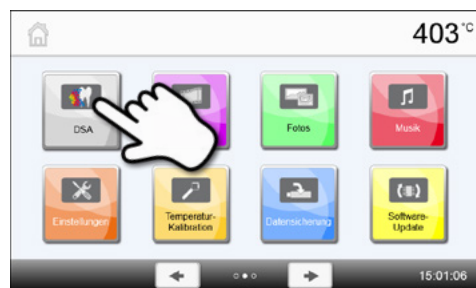 403°C
DSA
Fotos
Musik
Einstellungen
Temperatur-
Kalibration
Datensicherung
Software-
Update
15:01:06